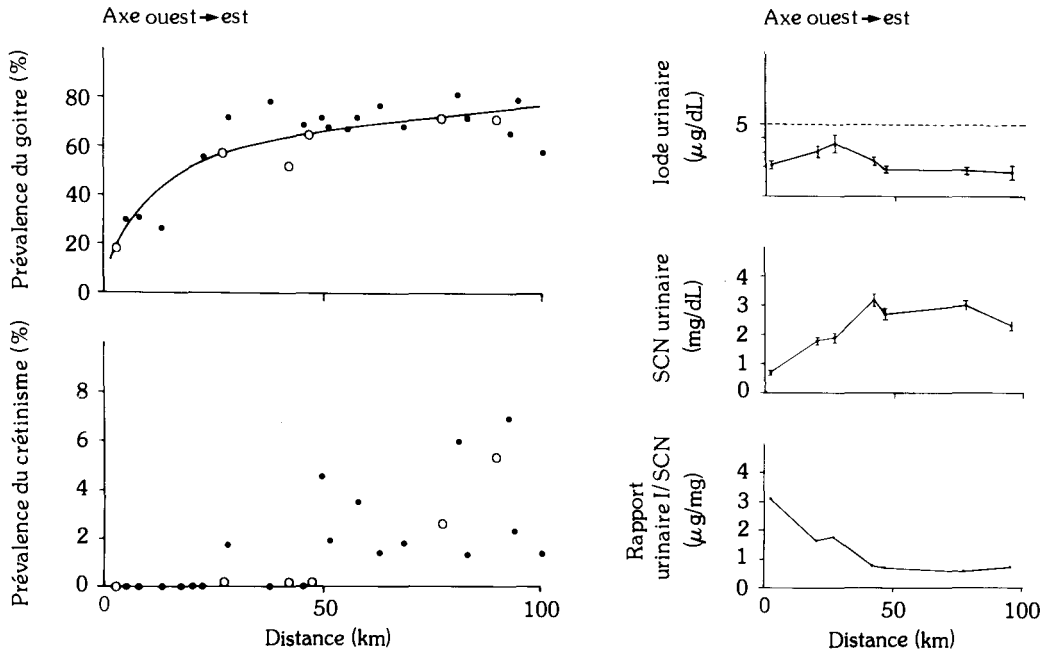 Axe ouest→est
Prévalence du goitre (%)
80
60
40
20
0
Prévalence du crétinisme (%)
8
6
4
2
0
0
50
100
Distance (km)
Axe ouest→est
Iode urinaire
(µg/dL)
5
SCN urinaire
(mg/dL)
4
3
2
1
0
Rapport
urinaire I/SCN
(µg/mg)
4
3
2
1
0
0
50
100
Distance (km)